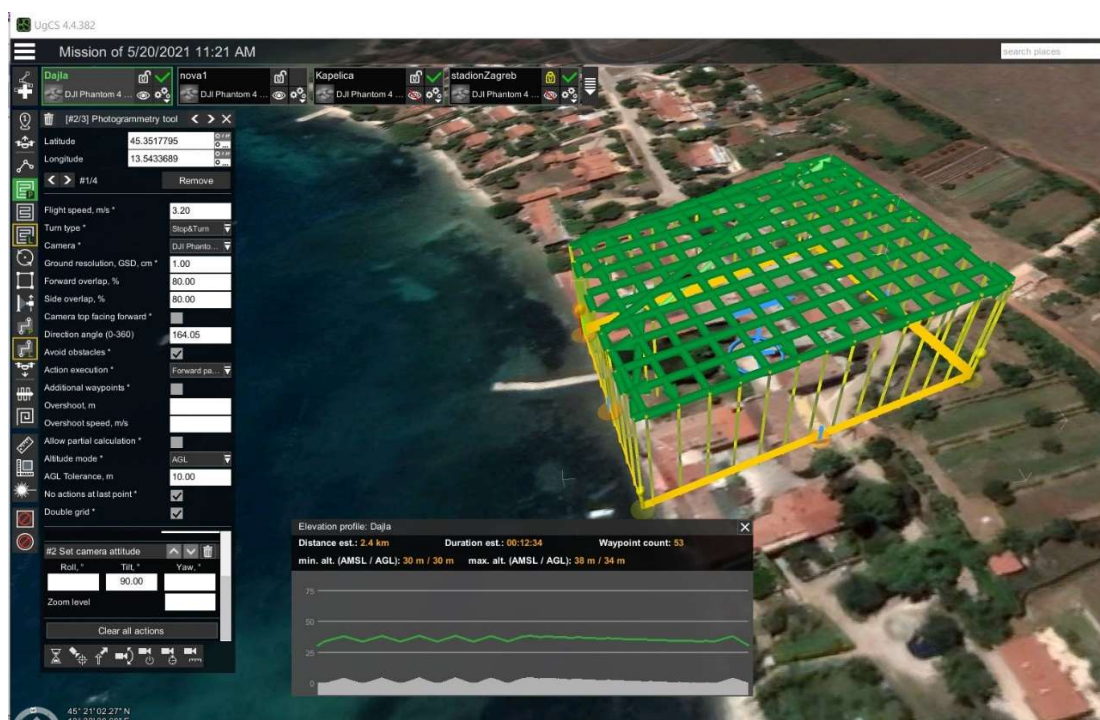 UgCS 4.4.382
Mission of 5/20/2021 11:21 AM
search places
Dajla
DJI Phantom 4 ...
nova1
DJI Phantom 4 ...
Kapelica
DJI Phantom 4 ...
stadionZagreb
DJI Phantom 4 ...
[#2/3] Photogrammetry tool
Latitude 45.3517795
Longitude 13.5433689
#1/4 Remove
Flight speed, m/s * 3.20
Turn type * Stop&Turn
Camera * DJI Phanto...
Ground resolution, GSD, cm * 1.00
Forward overlap, % 80.00
Side overlap, % 80.00
Camera top facing forward *
Direction angle (0-360) 164.05
Avoid obstacles *
Action execution * Forward pa...
Additional waypoints *
Overshoot, m
Overshoot speed, m/s
Allow partial calculation *
Altitude mode * AGL
AGL Tolerance, m 10.00
No actions at last point *
Double grid *
#2 Set camera attitude
Roll, ° Tilt, ° Yaw, °
90.00
Zoom level
Clear all actions
Elevation profile: Dajla
Distance est.: 2.4 km Duration est.: 00:12:34 Waypoint count: 53
min. alt. (AMSL / AGL): 30 m / 30 m max. alt. (AMSL / AGL): 38 m / 34 m
75
50
25
0
45° 21' 02.27" N